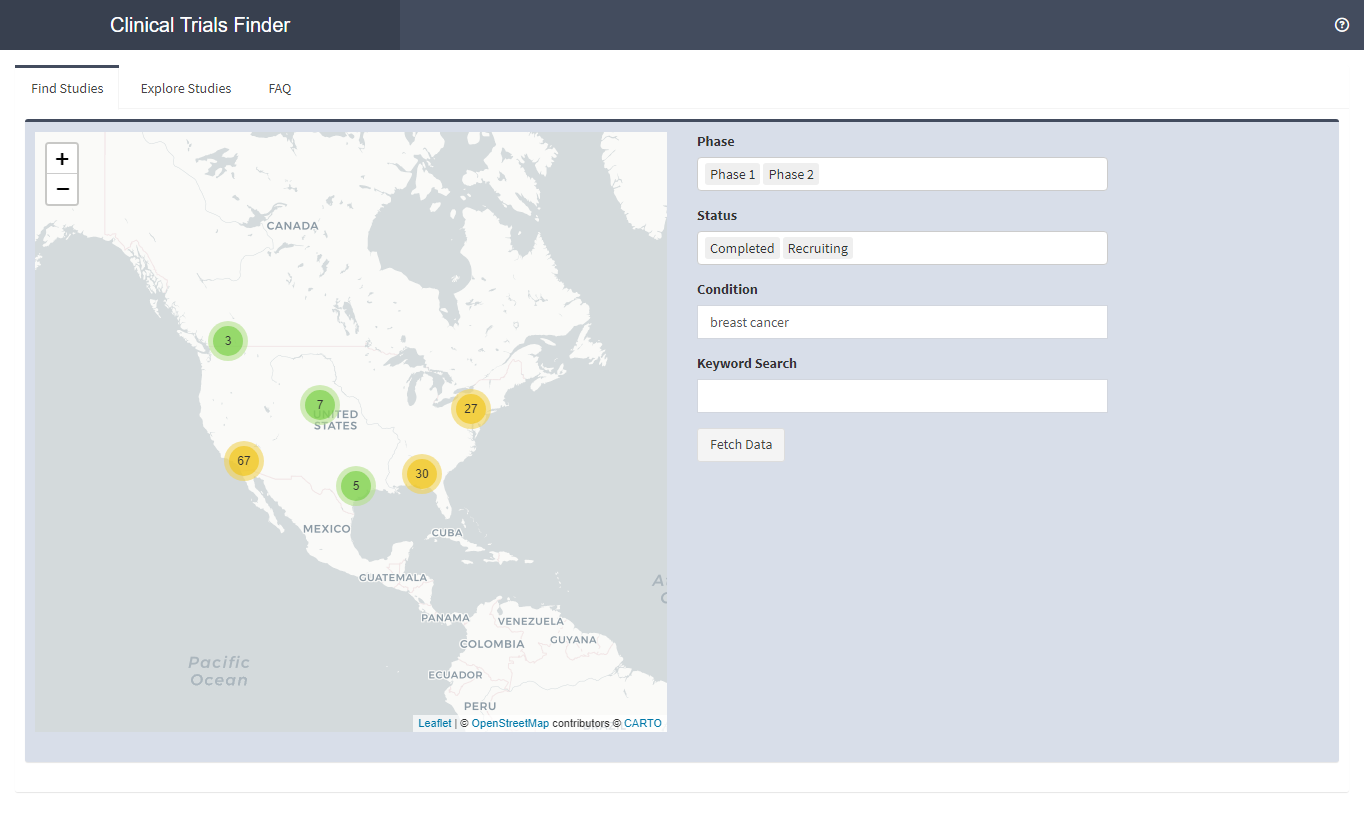 Clinical Trials Finder
Find Studies
Explore Studies
FAQ
+
−
CANADA
3
7
UNITED
STATES
27
67
30
5
MEXICO
CUBA
GUATEMALA
PANAMA
VENEZUELA
COLOMBIA
GUYANA
ECUADOR
PERU
Pacific
Ocean
Leaflet | © OpenStreetMap contributors © CARTO
Phase
Phase 1 Phase 2
Status
Completed Recruiting
Condition
breast cancer
Keyword Search
Fetch Data